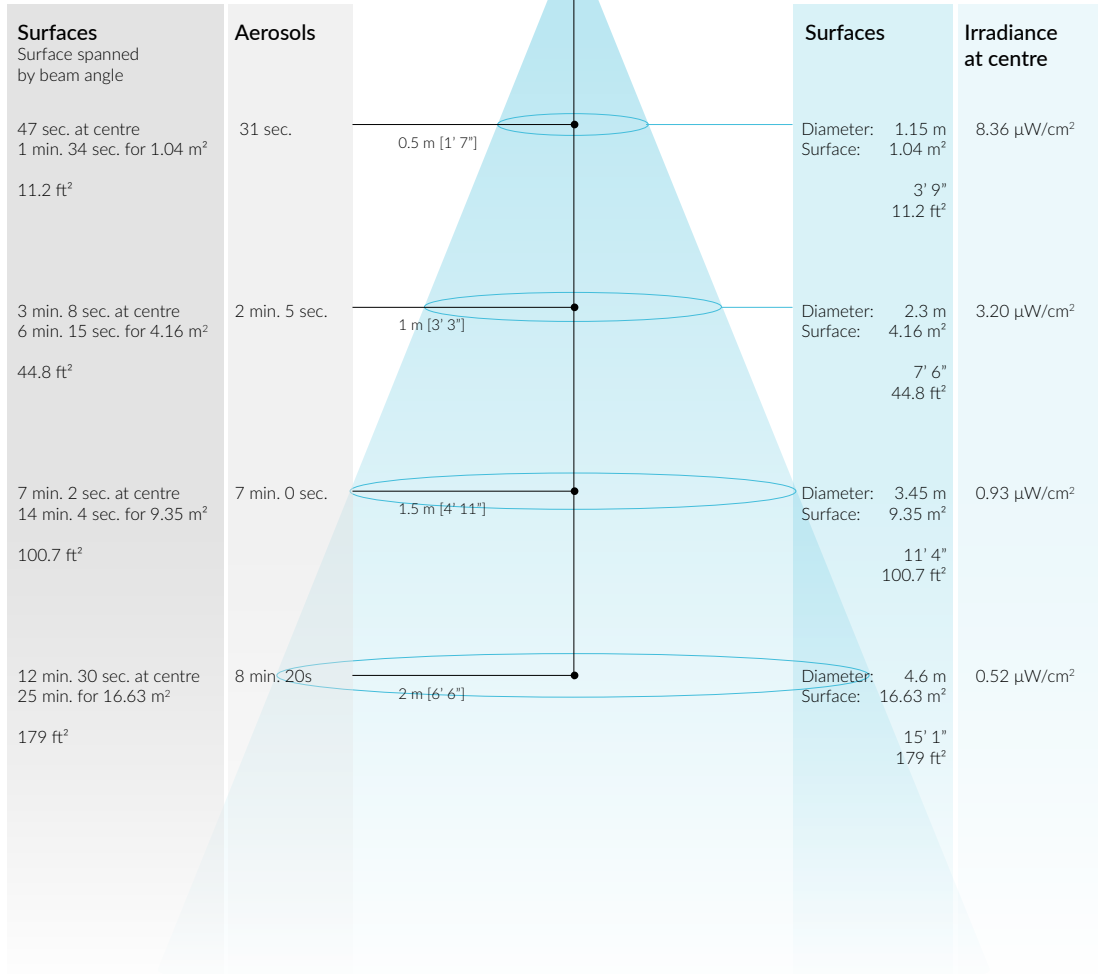 Surfaces
Surface spanned
by beam angle
Aerosols
Surfaces
Irradiance
at centre
47 sec. at centre
1 min. 34 sec. for 1.04 m²
11.2 ft²
31 sec.
0.5 m [1’ 7”]
Diameter: 1.15 m
Surface: 1.04 m²
3’ 9”
11.2 ft²
8.36 µW/cm²
3 min. 8 sec. at centre
6 min. 15 sec. for 4.16 m²
44.8 ft²
2 min. 5 sec.
1 m [3’ 3”]
Diameter: 2.3 m
Surface: 4.16 m²
7’ 6”
44.8 ft²
3.20 µW/cm²
7 min. 2 sec. at centre
14 min. 4 sec. for 9.35 m²
100.7 ft²
7 min. 0 sec.
1.5 m [4’ 11”]
Diameter: 3.45 m
Surface: 9.35 m²
11’ 4”
100.7 ft²
0.93 µW/cm²
12 min. 30 sec. at centre
25 min. for 16.63 m²
179 ft²
8 min. 20s
2 m [6’ 6”]
Diameter: 4.6 m
Surface: 16.63 m²
15’ 1”
179 ft²
0.52 µW/cm²